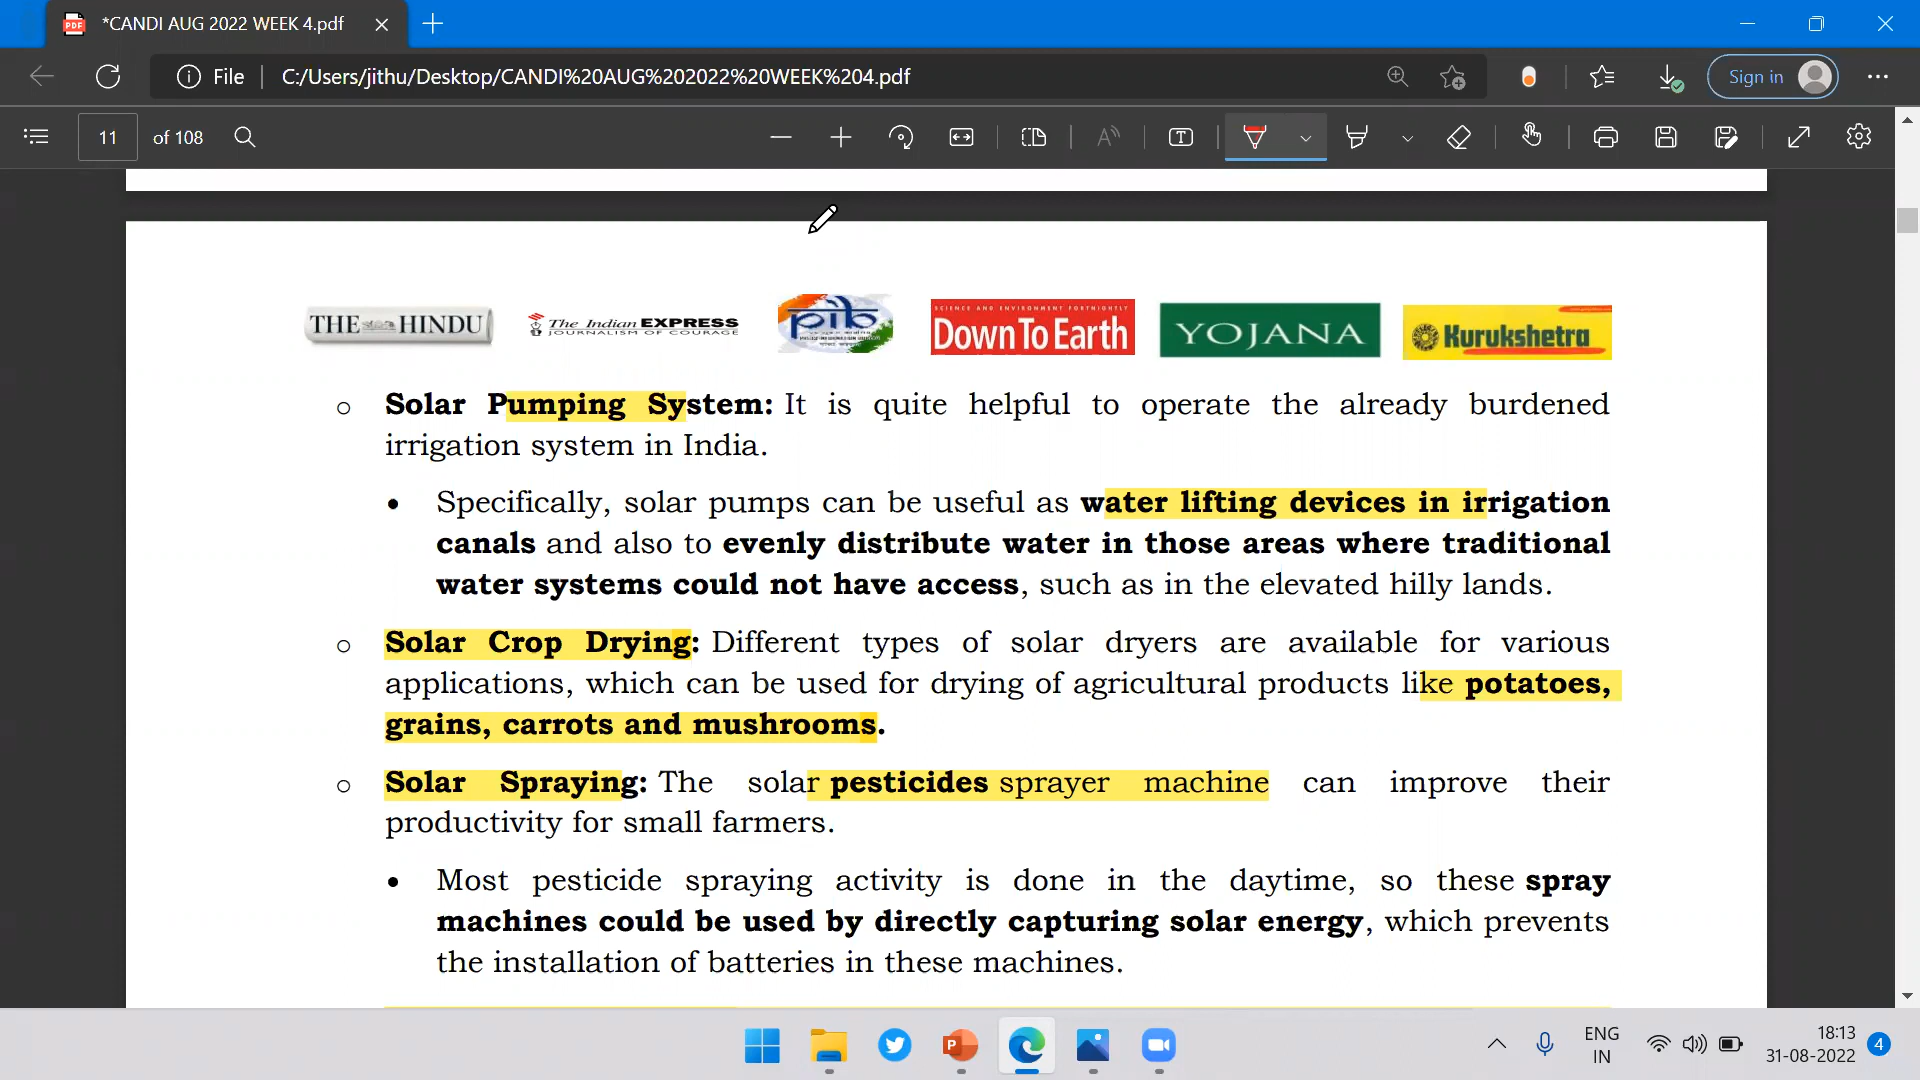 *CANDI AUG 2022 WEEK 4.pdf
File C:/Users/jithu/Desktop/CANDI%20AUG%202022%20WEEK%204.pdf Sign in
11 of 108
THE HINDU The Indian EXPRESS pib SCIENCE AND ENVIRONMENT FORTNIGHTLY Down To Earth YOJANA Kurukshetra
JOURNALISM OF COURAGE
o Solar Pumping System: It is quite helpful to operate the already burdened
irrigation system in India.
• Specifically, solar pumps can be useful as water lifting devices in irrigation
canals and also to evenly distribute water in those areas where traditional
water systems could not have access, such as in the elevated hilly lands.
o Solar Crop Drying: Different types of solar dryers are available for various
applications, which can be used for drying of agricultural products like potatoes,
grains, carrots and mushrooms.
o Solar Spraying: The solar pesticides sprayer machine can improve their
productivity for small farmers.
• Most pesticide spraying activity is done in the daytime, so these spray
machines could be used by directly capturing solar energy, which prevents
the installation of batteries in these machines.
ENG 18:13
IN 31-08-2022 4